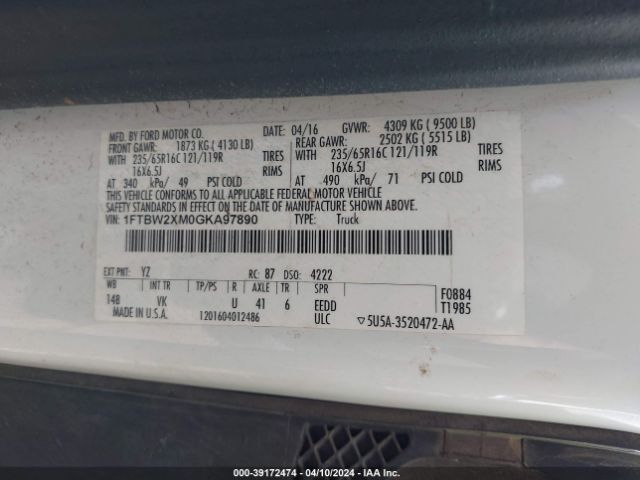 MFD. BY FORD MOTOR CO.
DATE: 04/16 GVWR: 4309 KG ( 9500 LB)
FRONT GAWR: 1873 KG ( 4130 LB) REAR GAWR: 2502 KG ( 5515 LB)
WITH 235/65R16C 121/119R TIRES WITH 235/65R16C 121/119R TIRES
16X6.5J RIMS 16X6.5J RIMS
AT 340 kPa/ 49 PSI COLD AT 490 kPa/ 71 PSI COLD
THIS VEHICLE CONFORMS TO ALL APPLICABLE FEDERAL MOTOR VEHICLE
SAFETY STANDARDS IN EFFECT ON THE DATE OF MANUFACTURE SHOWN ABOVE.
VIN: 1FTBW2XM0GKA97890 TYPE: Truck
EXT PNT: YZ RC: 87 DSO: 4222
WB INT TR TP/PS R AXLE TR SPR
148 VK U 41 6 EEDD
F0884
T1985
MADE IN U.S.A. 1201604012486 ULC ▽5U5A-3520472-AA
000-39172474 - 04/10/2024 - IAAI.COM